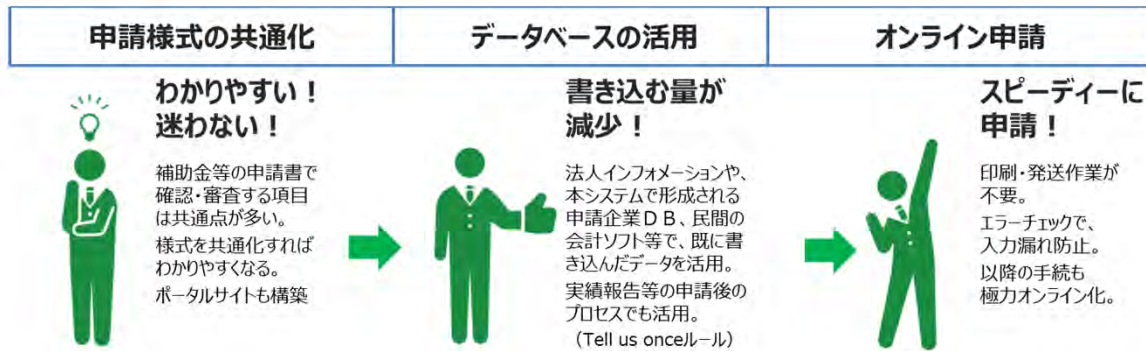 申請様式の共通化
わかりやすい！
迷わない！
補助金等の申請書で
確認・審査する項目
は共通点が多い。
様式を共通化すれば
わかりやすくなる。
ポータルサイトも構築
データベースの活用
書き込む量が
減少！
法人インフォメーションや、
本システムで形成される
申請企業ＤＢ、民間の
会計ソフト等で、既に書
き込んだデータを活用。
実績報告等の申請後の
プロセスでも活用。
（Tell us onceルール）
オンライン申請
スピーディーに
申請！
印刷・発送作業が
不要。
エラーチェックで、
入力漏れ防止。
以降の手続も
極力オンライン化。